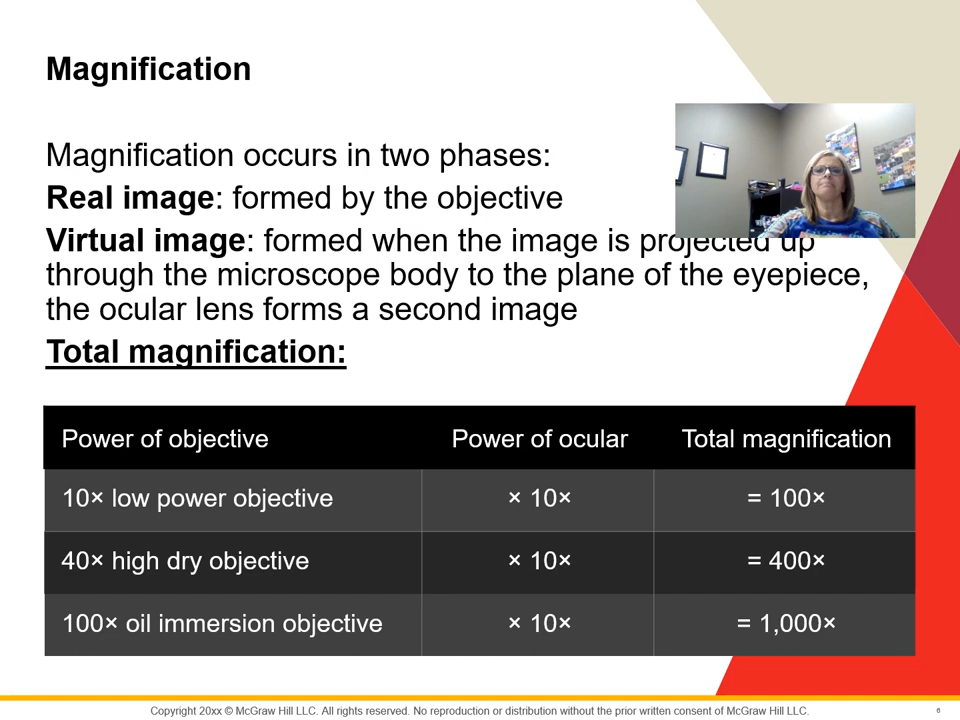 Magnification
Magnification occurs in two phases:
Real image: formed by the objective
Virtual image: formed when the image is projected up
through the microscope body to the plane of the eyepiece,
the ocular lens forms a second image
Total magnification:
Power of objective Power of ocular Total magnification
10× low power objective × 10× = 100×
40× high dry objective × 10× = 400×
100× oil immersion objective × 10× = 1,000×
Copyright 20xx © McGraw Hill LLC. All rights reserved. No reproduction or distribution without the prior written consent of McGraw Hill LLC.
6